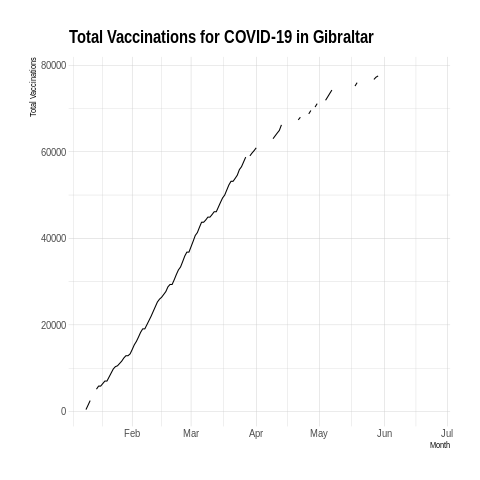 Total Vaccinations for COVID-19 in Gibraltar
Total Vaccinations
80000
60000
40000
20000
0
Feb Mar Apr May Jun Jul
Month